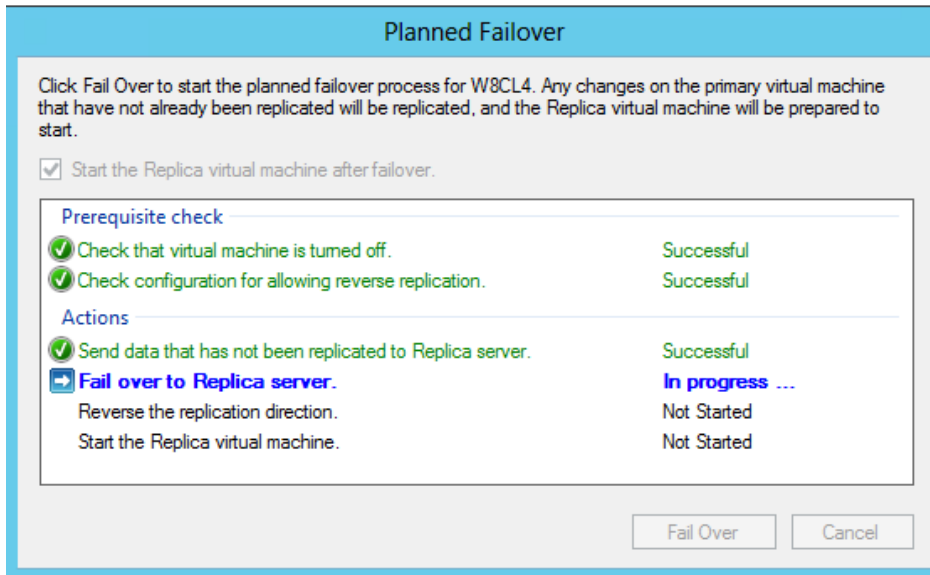 Planned Failover
Click Fail Over to start the planned failover process for W8CL4. Any changes on the primary virtual machine
that have not already been replicated will be replicated, and the Replica virtual machine will be prepared to
start.
Start the Replica virtual machine after failover.
Prerequisite check
Check that virtual machine is turned off. Successful
Check configuration for allowing reverse replication. Successful
Actions
Send data that has not been replicated to Replica server. Successful
Fail over to Replica server. In progress ...
Reverse the replication direction. Not Started
Start the Replica virtual machine. Not Started
Fail Over Cancel